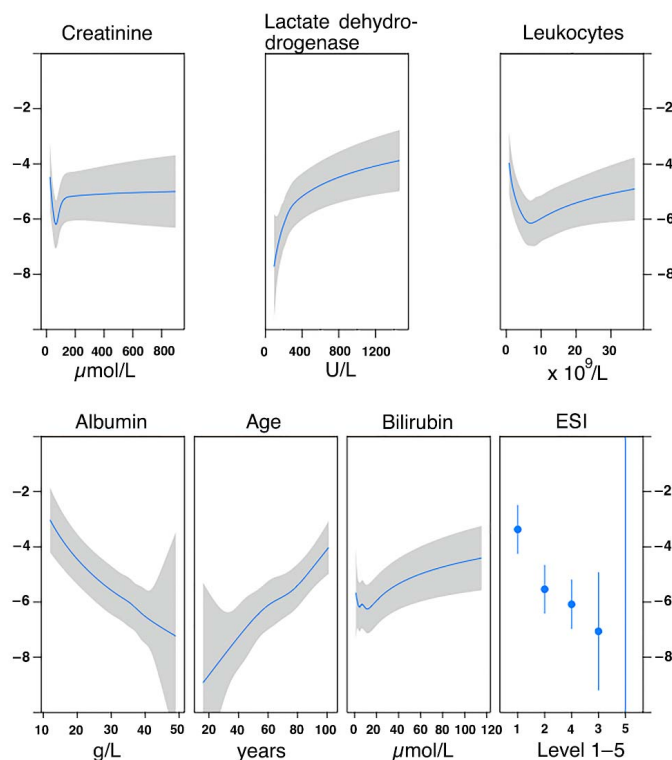 Creatinine
Lactate dehydro-
drogenase
Leukocytes
−2
−4
−6
−8
−2
−4
−6
−8
0 200 400 600 800
0 400 800 1200
0 10 20 30
µmol/L
U/L
x 10⁹/L
Albumin
Age
Bilirubin
ESI
−2
−4
−6
−8
−2
−4
−6
−8
10 20 30 40 50
20 40 60 80 100
0 20 40 60 80 100 120
1 2 4 3 5
g/L
years
µmol/L
Level 1–5